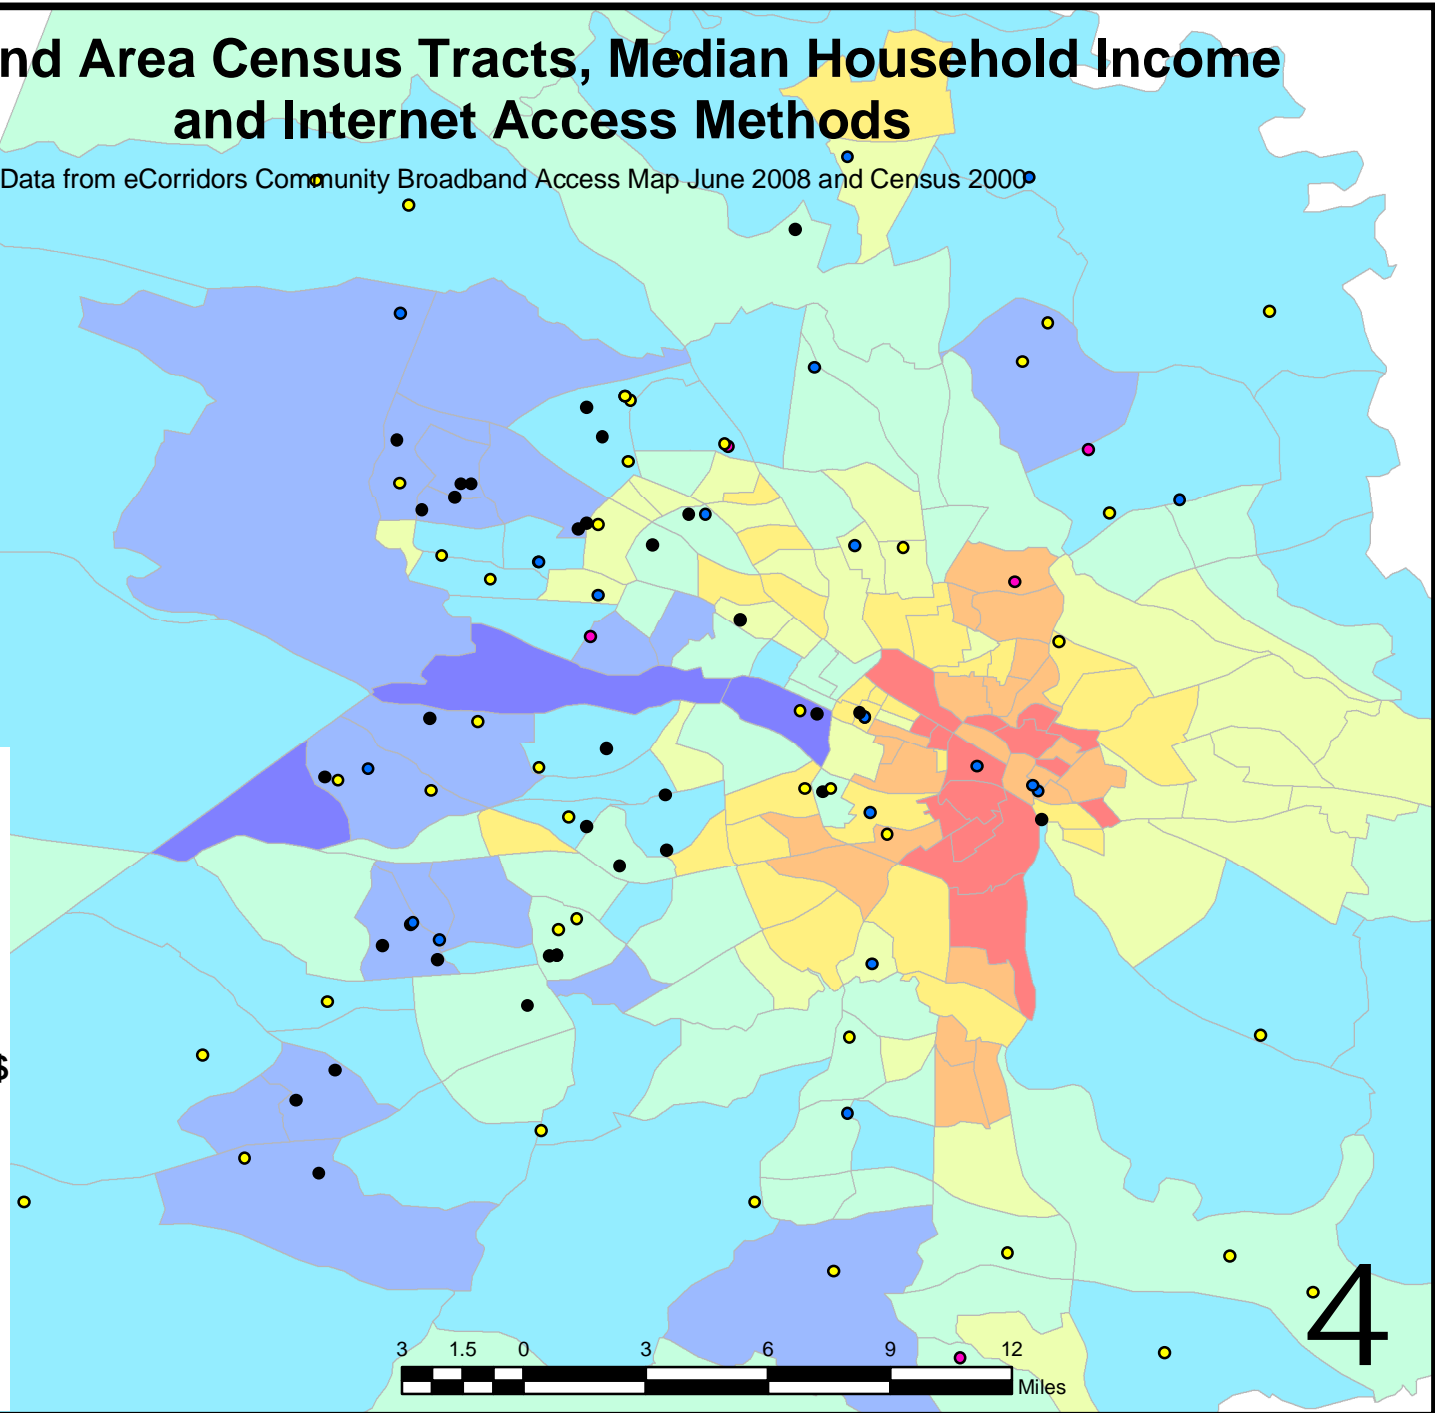 nd Area Census Tracts, Median Household Income
and Internet Access Methods
Data from eCorridors Community Broadband Access Map June 2008 and Census 2000
$
4
3 1.5 0 3 6 9 12
Miles